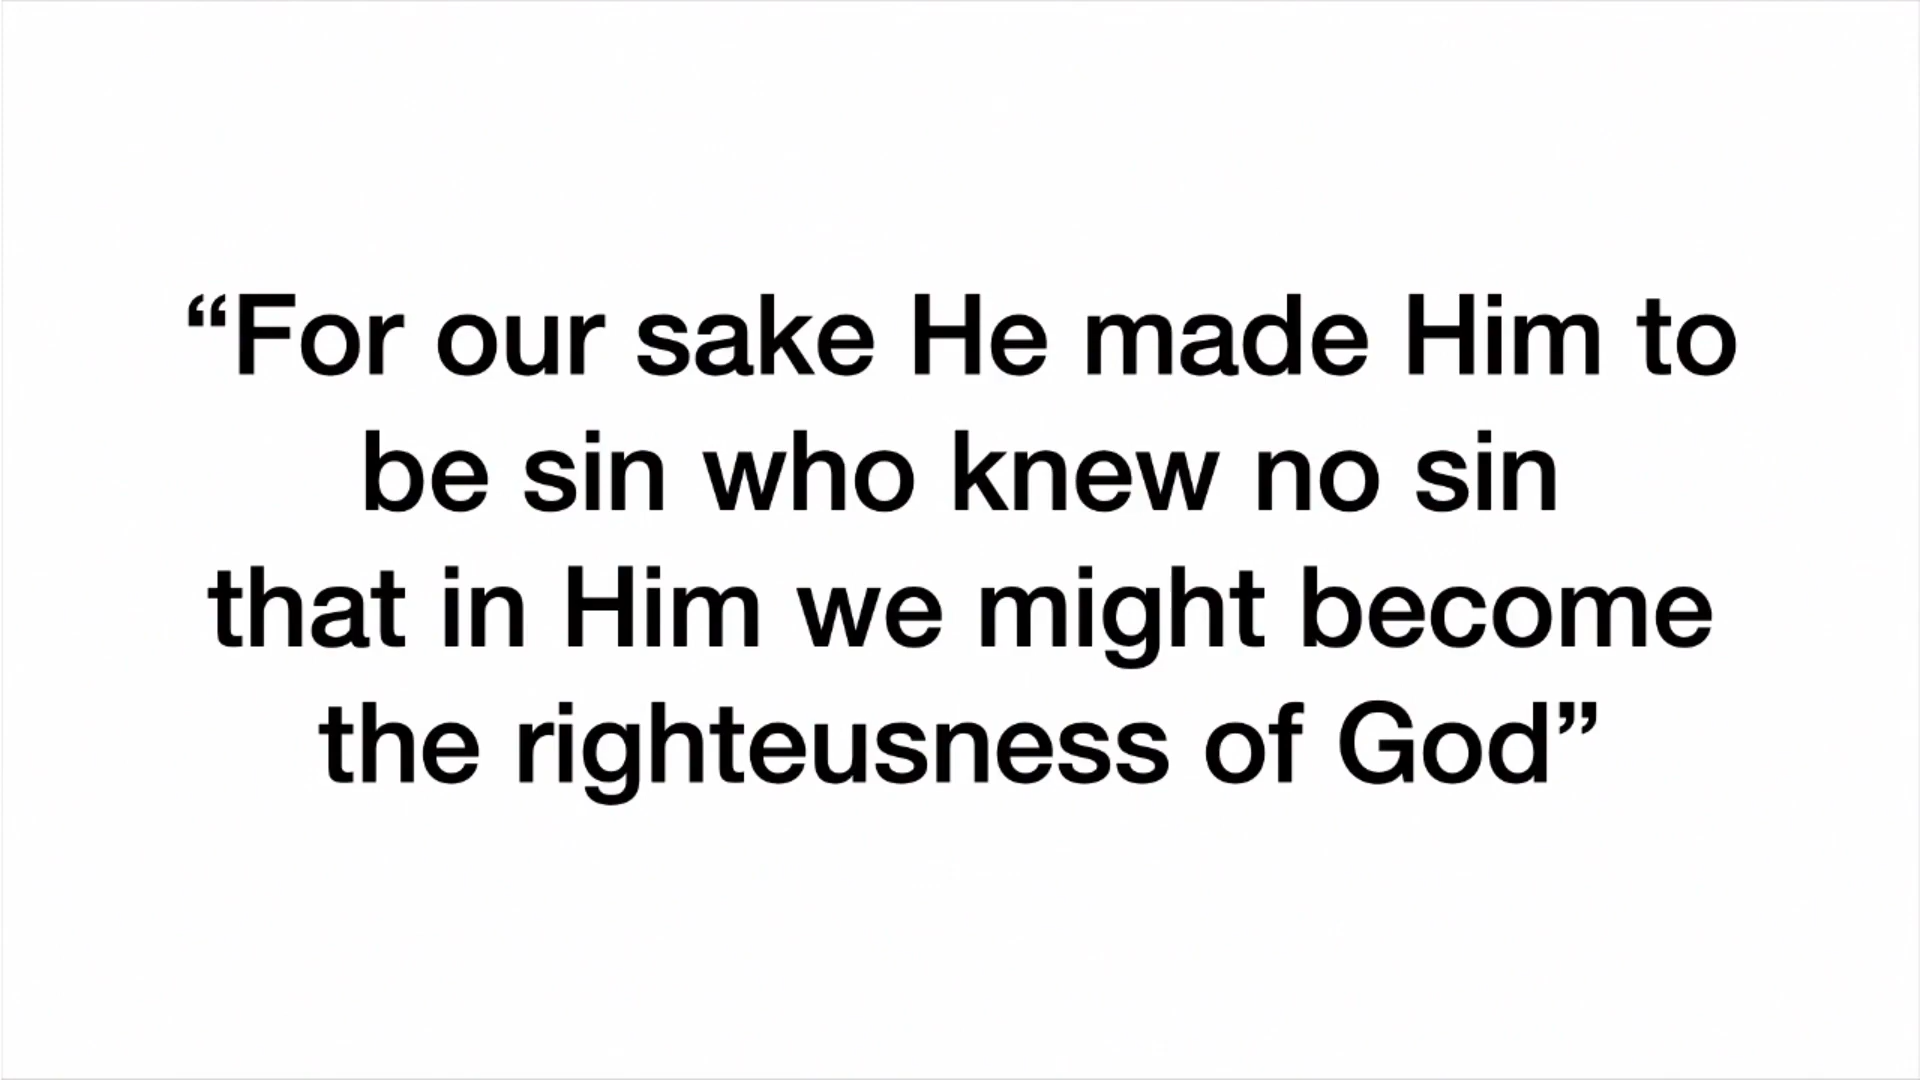 “For our sake He made Him to
be sin who knew no sin
that in Him we might become
the righteusness of God”